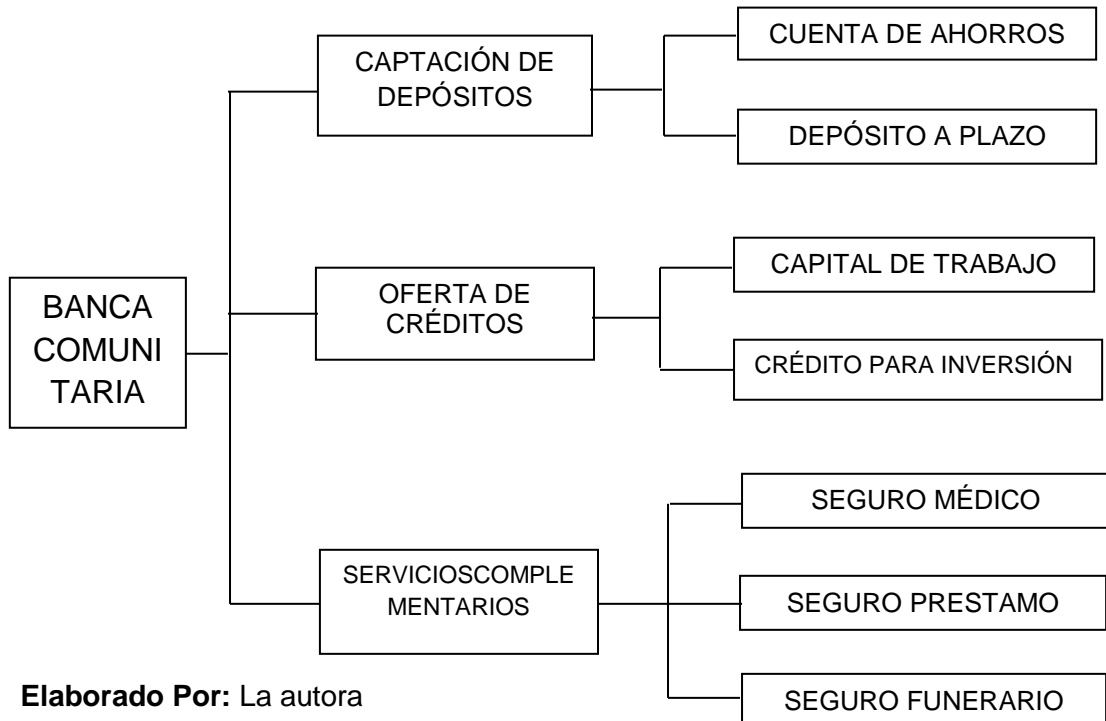 BANCA
COMUNI
TARIA
CAPTACIÓN DE
DEPÓSITOS
CUENTA DE AHORROS
DEPÓSITO A PLAZO
OFERTA DE
CRÉDITOS
CAPITAL DE TRABAJO
CRÉDITO PARA INVERSIÓN
SERVICIOSCOMPLE
MENTARIOS
SEGURO MÉDICO
SEGURO PRESTAMO
SEGURO FUNERARIO
Elaborado Por: La autora